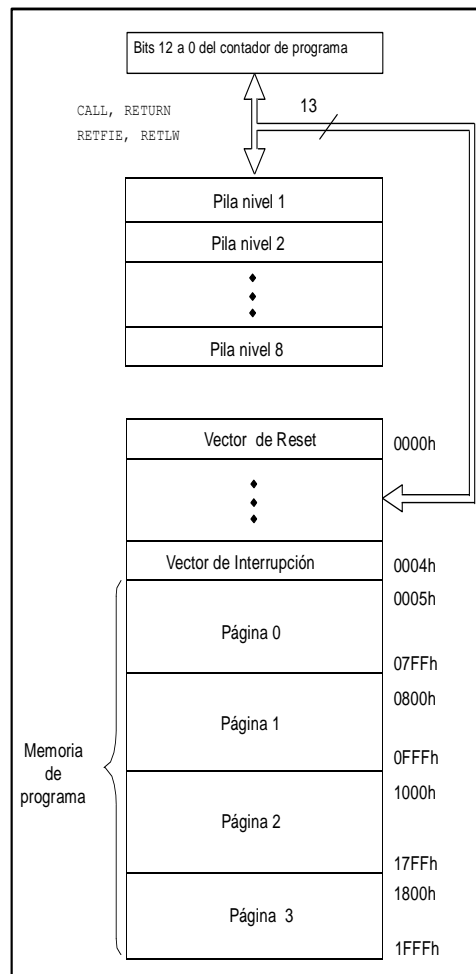 Bits 12 a 0 del contador de programa
CALL, RETURN
RETFIE, RETLW
13
Pila nivel 1
Pila nivel 2
Pila nivel 8
Vector de Reset
0000h
Vector de Interrupción
0004h
0005h
Página 0
07FFh
0800h
Página 1
0FFFh
Memoria
de
programa
1000h
Página 2
17FFh
1800h
Página 3
1FFFh